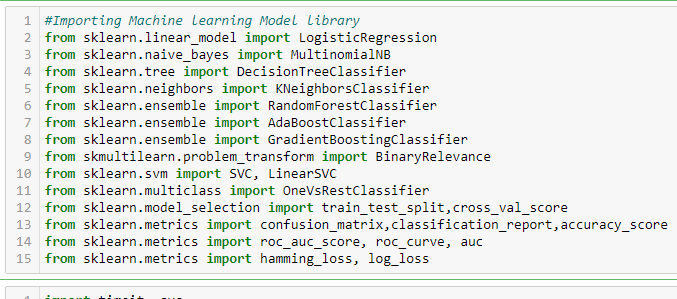 1 #Importing Machine learning Model library
2 from sklearn.linear_model import LogisticRegression
3 from sklearn.naive_bayes import MultinomialNB
4 from sklearn.tree import DecisionTreeClassifier
5 from sklearn.neighbors import KNeighborsClassifier
6 from sklearn.ensemble import RandomForestClassifier
7 from sklearn.ensemble import AdaBoostClassifier
8 from sklearn.ensemble import GradientBoostingClassifier
9 from skmultilearn.problem_transform import BinaryRelevance
10 from sklearn.svm import SVC, LinearSVC
11 from sklearn.multiclass import OneVsRestClassifier
12 from sklearn.model_selection import train_test_split,cross_val_score
13 from sklearn.metrics import confusion_matrix,classification_report,accuracy_score
14 from sklearn.metrics import roc_auc_score, roc_curve, auc
15 from sklearn.metrics import hamming_loss, log_loss
1 import timeit, sys